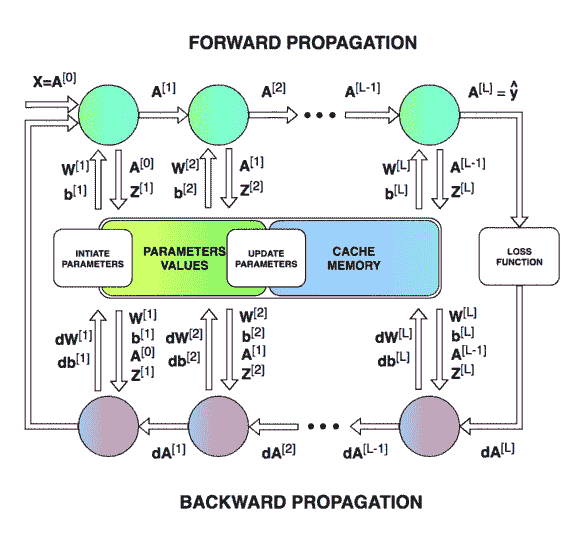 FORWARD PROPAGATION
X=A[0]
A[1]
A[2]
A[L-1]
A[L] = ŷ
W[1]
b[1]
A[0]
Z[1]
W[2]
b[2]
A[1]
Z[2]
W[L]
b[L]
A[L-1]
Z[L]
INTIATE
PARAMETERS
PARAMETERS
VALUES
UPDATE
PARAMETERS
CACHE
MEMORY
LOSS
FUNCTION
dW[1]
db[1]
W[1]
b[1]
A[0]
Z[1]
dW[2]
db[2]
W[2]
b[2]
A[1]
Z[2]
dW[L]
db[L]
W[L]
b[L]
A[L-1]
Z[L]
dA[1]
dA[2]
dA[L-1]
dA[L]
BACKWARD PROPAGATION